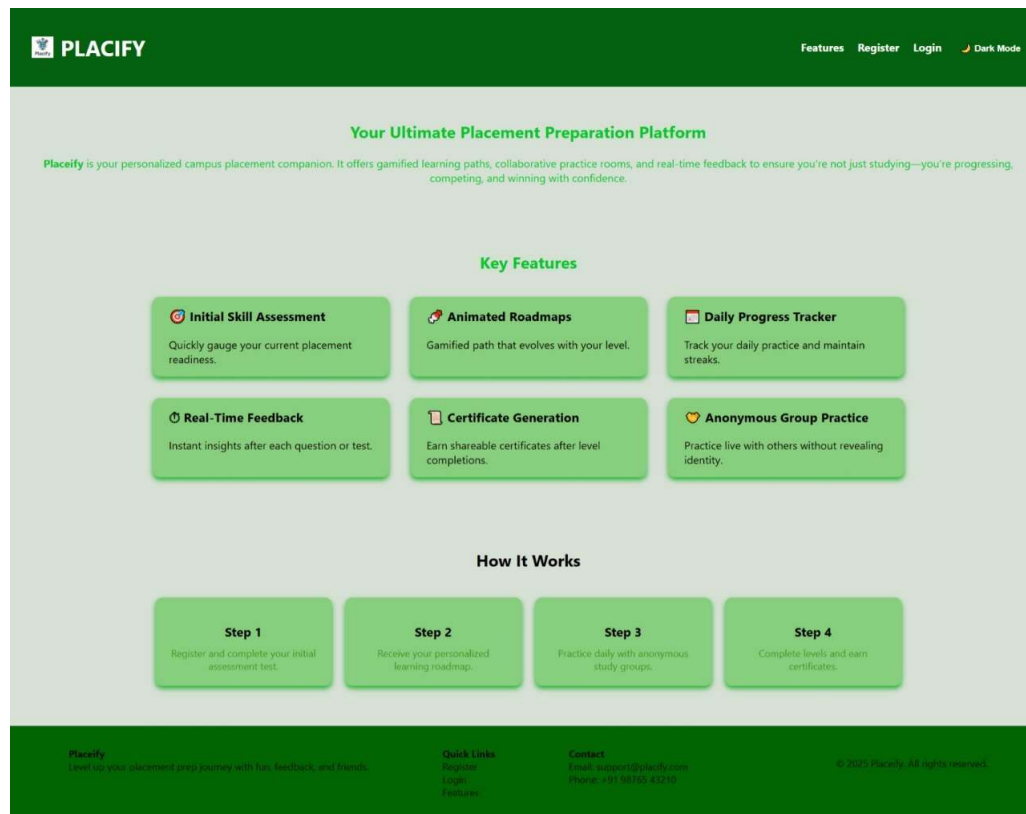 Placify
PLACIFY
Features Register Login Dark Mode
Your Ultimate Placement Preparation Platform
Placeify is your personalized campus placement companion. It offers gamified learning paths, collaborative practice rooms, and real-time feedback to ensure you're not just studying—you're progressing,
competing, and winning with confidence.
Key Features
Initial Skill Assessment
Quickly gauge your current placement
readiness.
Animated Roadmaps
Gamified path that evolves with your level.
Daily Progress Tracker
Track your daily practice and maintain
streaks.
Real-Time Feedback
Instant insights after each question or test.
Certificate Generation
Earn shareable certificates after level
completions.
Anonymous Group Practice
Practice live with others without revealing
identity.
How It Works
Step 1
Register and complete your initial
assessment test.
Step 2
Receive your personalized
learning roadmap.
Step 3
Practice daily with anonymous
study groups.
Step 4
Complete levels and earn
certificates.
Placeify
Level up your placement prep journey with fun, feedback, and friends.
Quick Links
Register
Login
Features
Contact
Email: support@placify.com
Phone: +91 98765 43210
© 2025 Placeify. All rights reserved.